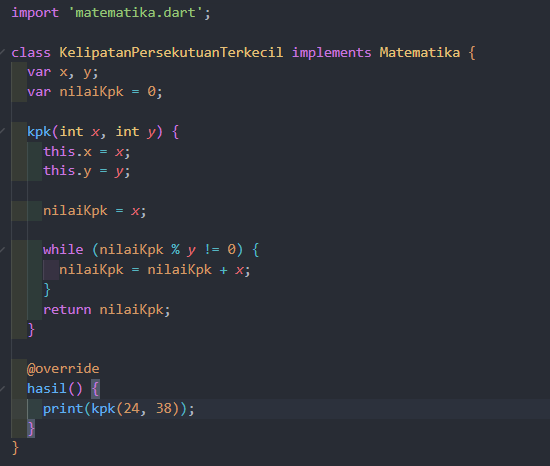 import 'matematika.dart';
class KelipatanPersekutuanTerkecil implements Matematika {
var x, y;
var nilaiKpk = 0;
kpk(int x, int y) {
this.x = x;
this.y = y;
nilaiKpk = x;
while (nilaiKpk % y != 0) {
nilaiKpk = nilaiKpk + x;
}
return nilaiKpk;
}
@override
hasil() {
print(kpk(24, 38));
}
}